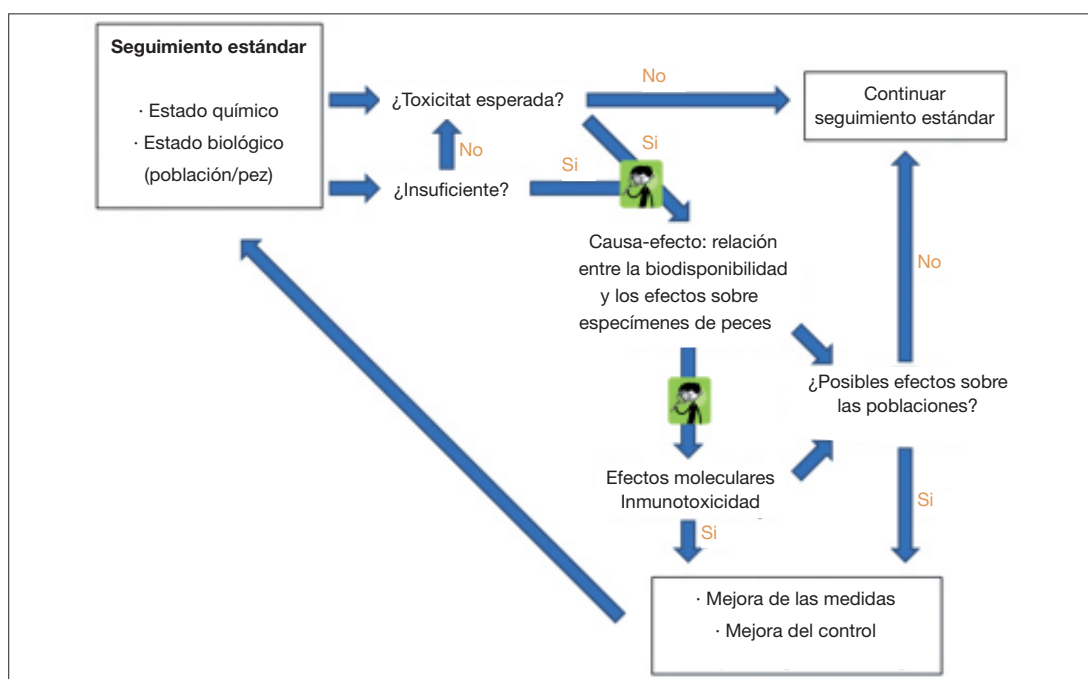 Seguimiento estándar
· Estado químico
· Estado biológico
(población/pez)
¿Toxicitat esperada?
No
Continuar
seguimiento estándar
Si
No
¿Insuficiente?
Si
Causa-efecto: relación
entre la biodisponibilidad
y los efectos sobre
especímenes de peces
No
¿Posibles efectos sobre
las poblaciones?
Efectos moleculares
Inmunotoxicidad
Si
Si
· Mejora de las medidas
· Mejora del control